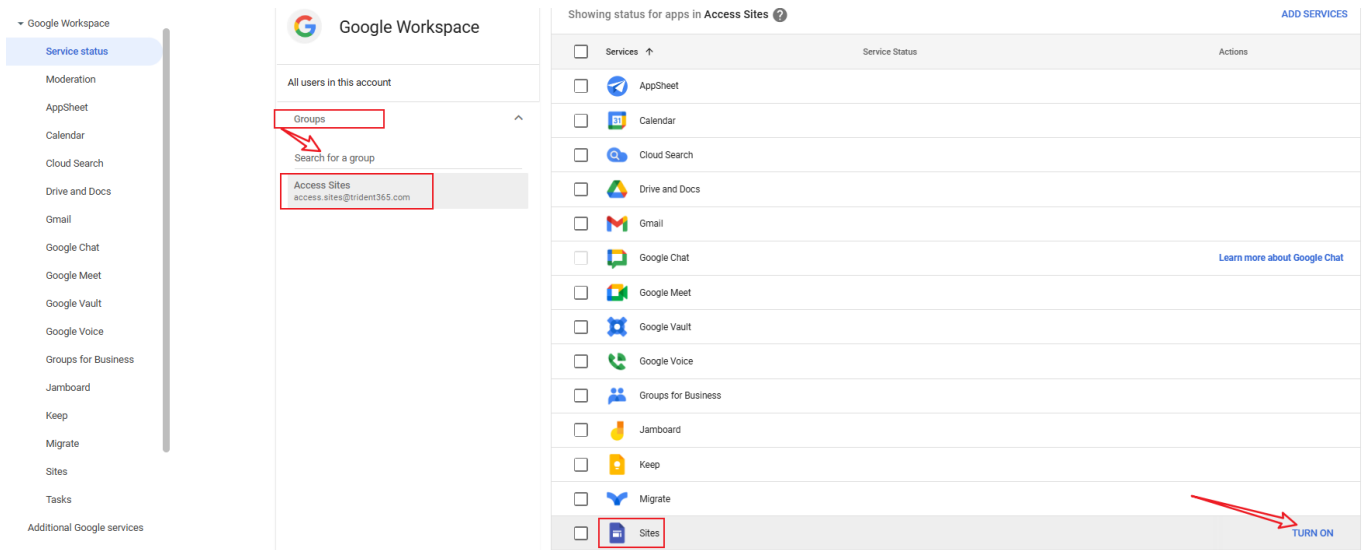 Google Workspace
Service status
Moderation
AppSheet
Calendar
Cloud Search
Drive and Docs
Gmail
Google Chat
Google Meet
Google Vault
Google Voice
Groups for Business
Jamboard
Keep
Migrate
Sites
Tasks
Additional Google services
Google Workspace
All users in this account
Groups
Search for a group
Access Sites
access.sites@trident365.com
Showing status for apps in Access Sites ?
ADD SERVICES
Services ↑ Service Status Actions
AppSheet
31 Calendar
Cloud Search
Drive and Docs
Gmail
Google Chat Learn more about Google Chat
Google Meet
Google Vault
Google Voice
Groups for Business
Jamboard
Keep
Migrate
Sites TURN ON